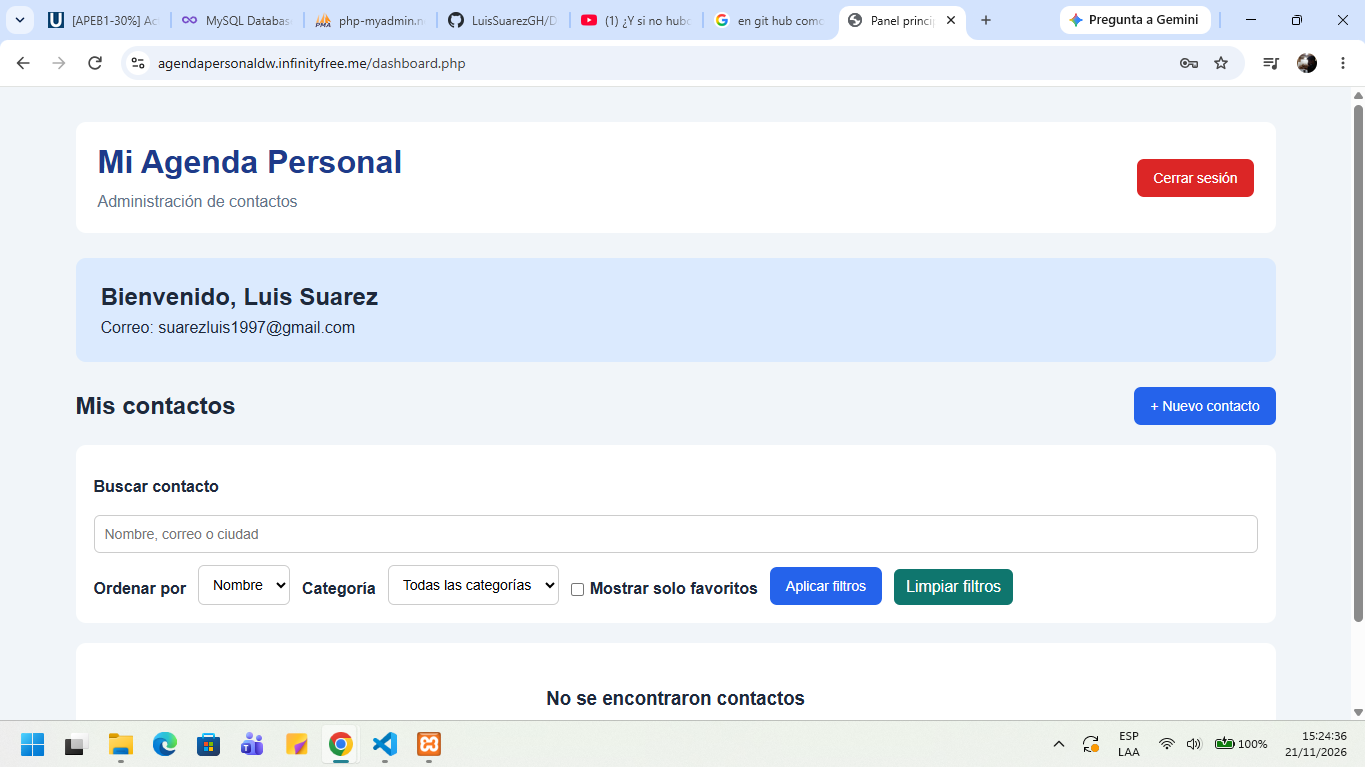 [APEB1-30%] Ac
MySQL Databas
php-myadmin.n
LuisSuarezGH/D
(1) ¿Y si no hubo
en git hub como
Panel princip
Pregunta a Gemini
agendapersonaldw.infinityfree.me/dashboard.php
Mi Agenda Personal
Administración de contactos
Cerrar sesión
Bienvenido, Luis Suarez
Correo: suarezluis1997@gmail.com
Mis contactos
+ Nuevo contacto
Buscar contacto
Nombre, correo o ciudad
Ordenar por Nombre Categoría Todas las categorías Mostrar solo favoritos Aplicar filtros Limpiar filtros
No se encontraron contactos
ESP
LAA
100%
15:24:36
21/11/2026